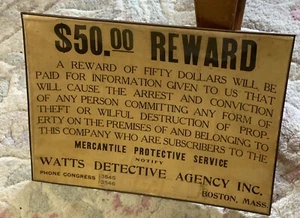 $50.00 REWARD
A REWARD OF FIFTY DOLLARS WILL BE
PAID FOR INFORMATION GIVEN TO US THAT
WILL CAUSE THE ARREST AND CONVICTION
OF ANY PERSON COMMITTING ANY FORM OF
THEFT OR WILFUL DESTRUCTION OF PROP-
ERTY ON THE PREMISES OF AND BELONGING TO
THIS COMPANY WHO ARE SUBSCRIBERS TO THE
MERCANTILE PROTECTIVE SERVICE
NOTIFY
WATTS DETECTIVE AGENCY INC.
PHONE CONGRESS
BOSTON, MASS.